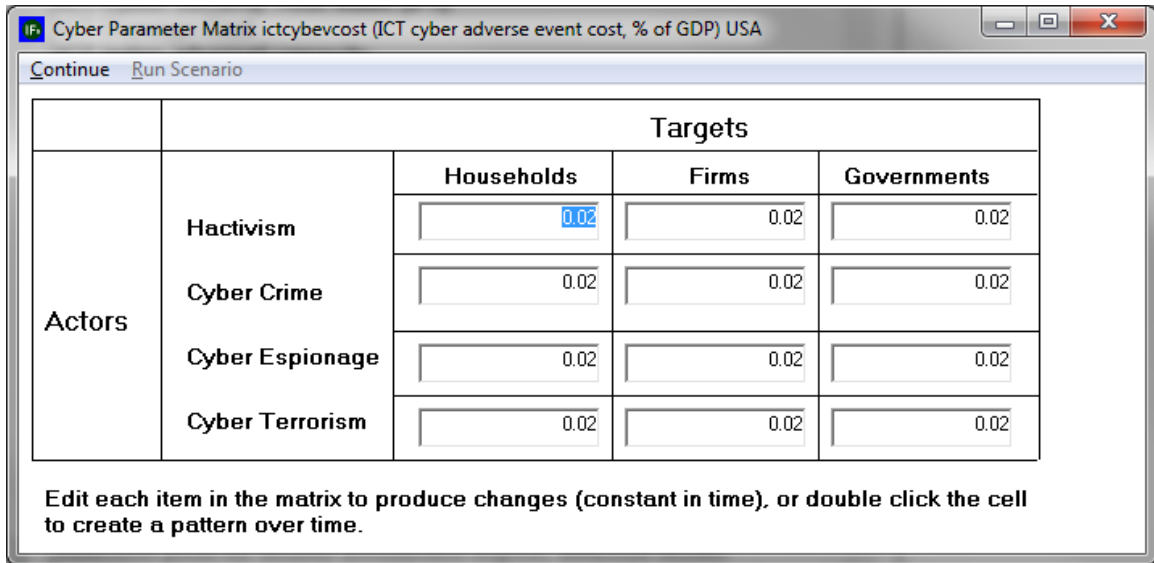 IFs Cyber Parameter Matrix ictcybevcost (ICT cyber adverse event cost, % of GDP) USA
Continue Run Scenario
Targets
Households Firms Governments
Actors
Hactivism 0.02 0.02 0.02
Cyber Crime 0.02 0.02 0.02
Cyber Espionage 0.02 0.02 0.02
Cyber Terrorism 0.02 0.02 0.02
Edit each item in the matrix to produce changes (constant in time), or double click the cell
to create a pattern over time.